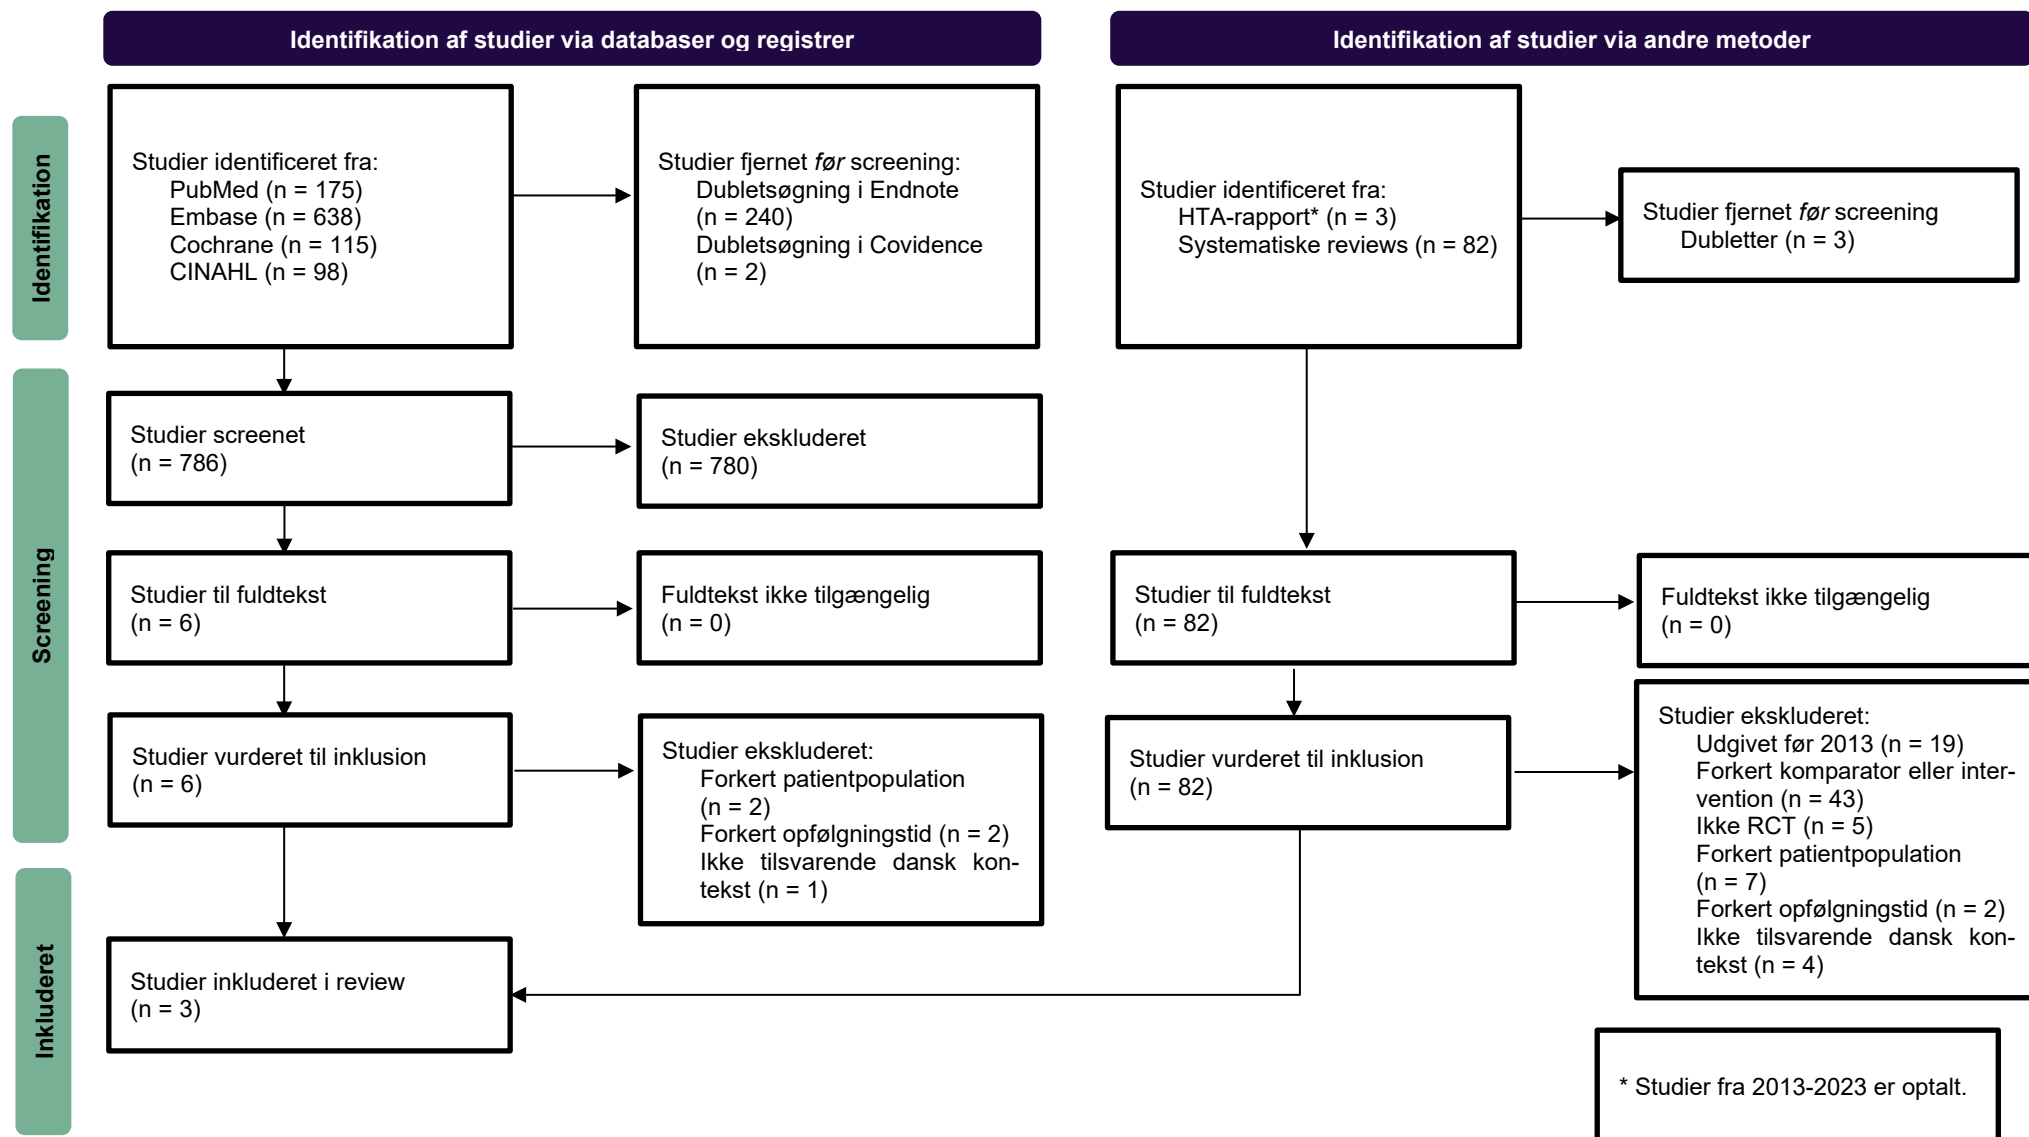 Identifikation af studier via databaser og registrer
Identifikation af studier via andre metoder
Identifikation
Studier identificeret fra:
PubMed (n = 175)
Embase (n = 638)
Cochrane (n = 115)
CINAHL (n = 98)
Studier fjernet før screening:
Dubletsøgning i Endnote
(n = 240)
Dubletsøgning i Covidence
(n = 2)
Studier identificeret fra:
HTA-rapport* (n = 3)
Systematiske reviews (n = 82)
Studier fjernet før screening
Dubletter (n = 3)
Screening
Studier screenet
(n = 786)
Studier ekskluderet
(n = 780)
Studier til fuldtekst
(n = 6)
Fuldtekst ikke tilgængelig
(n = 0)
Studier til fuldtekst
(n = 82)
Fuldtekst ikke tilgængelig
(n = 0)
Studier vurderet til inklusion
(n = 6)
Studier ekskluderet:
Forkert patientpopulation
(n = 2)
Forkert opfølgningstid (n = 2)
Ikke tilsvarende dansk kon-
tekst (n = 1)
Studier vurderet til inklusion
(n = 82)
Studier ekskluderet:
Udgivet før 2013 (n = 19)
Forkert komparator eller inter-
vention (n = 43)
Ikke RCT (n = 5)
Forkert patientpopulation
(n = 7)
Forkert opfølgningstid (n = 2)
Ikke tilsvarende dansk kon-
tekst (n = 4)
Inkluderet
Studier inkluderet i review
(n = 3)
* Studier fra 2013-2023 er optalt.